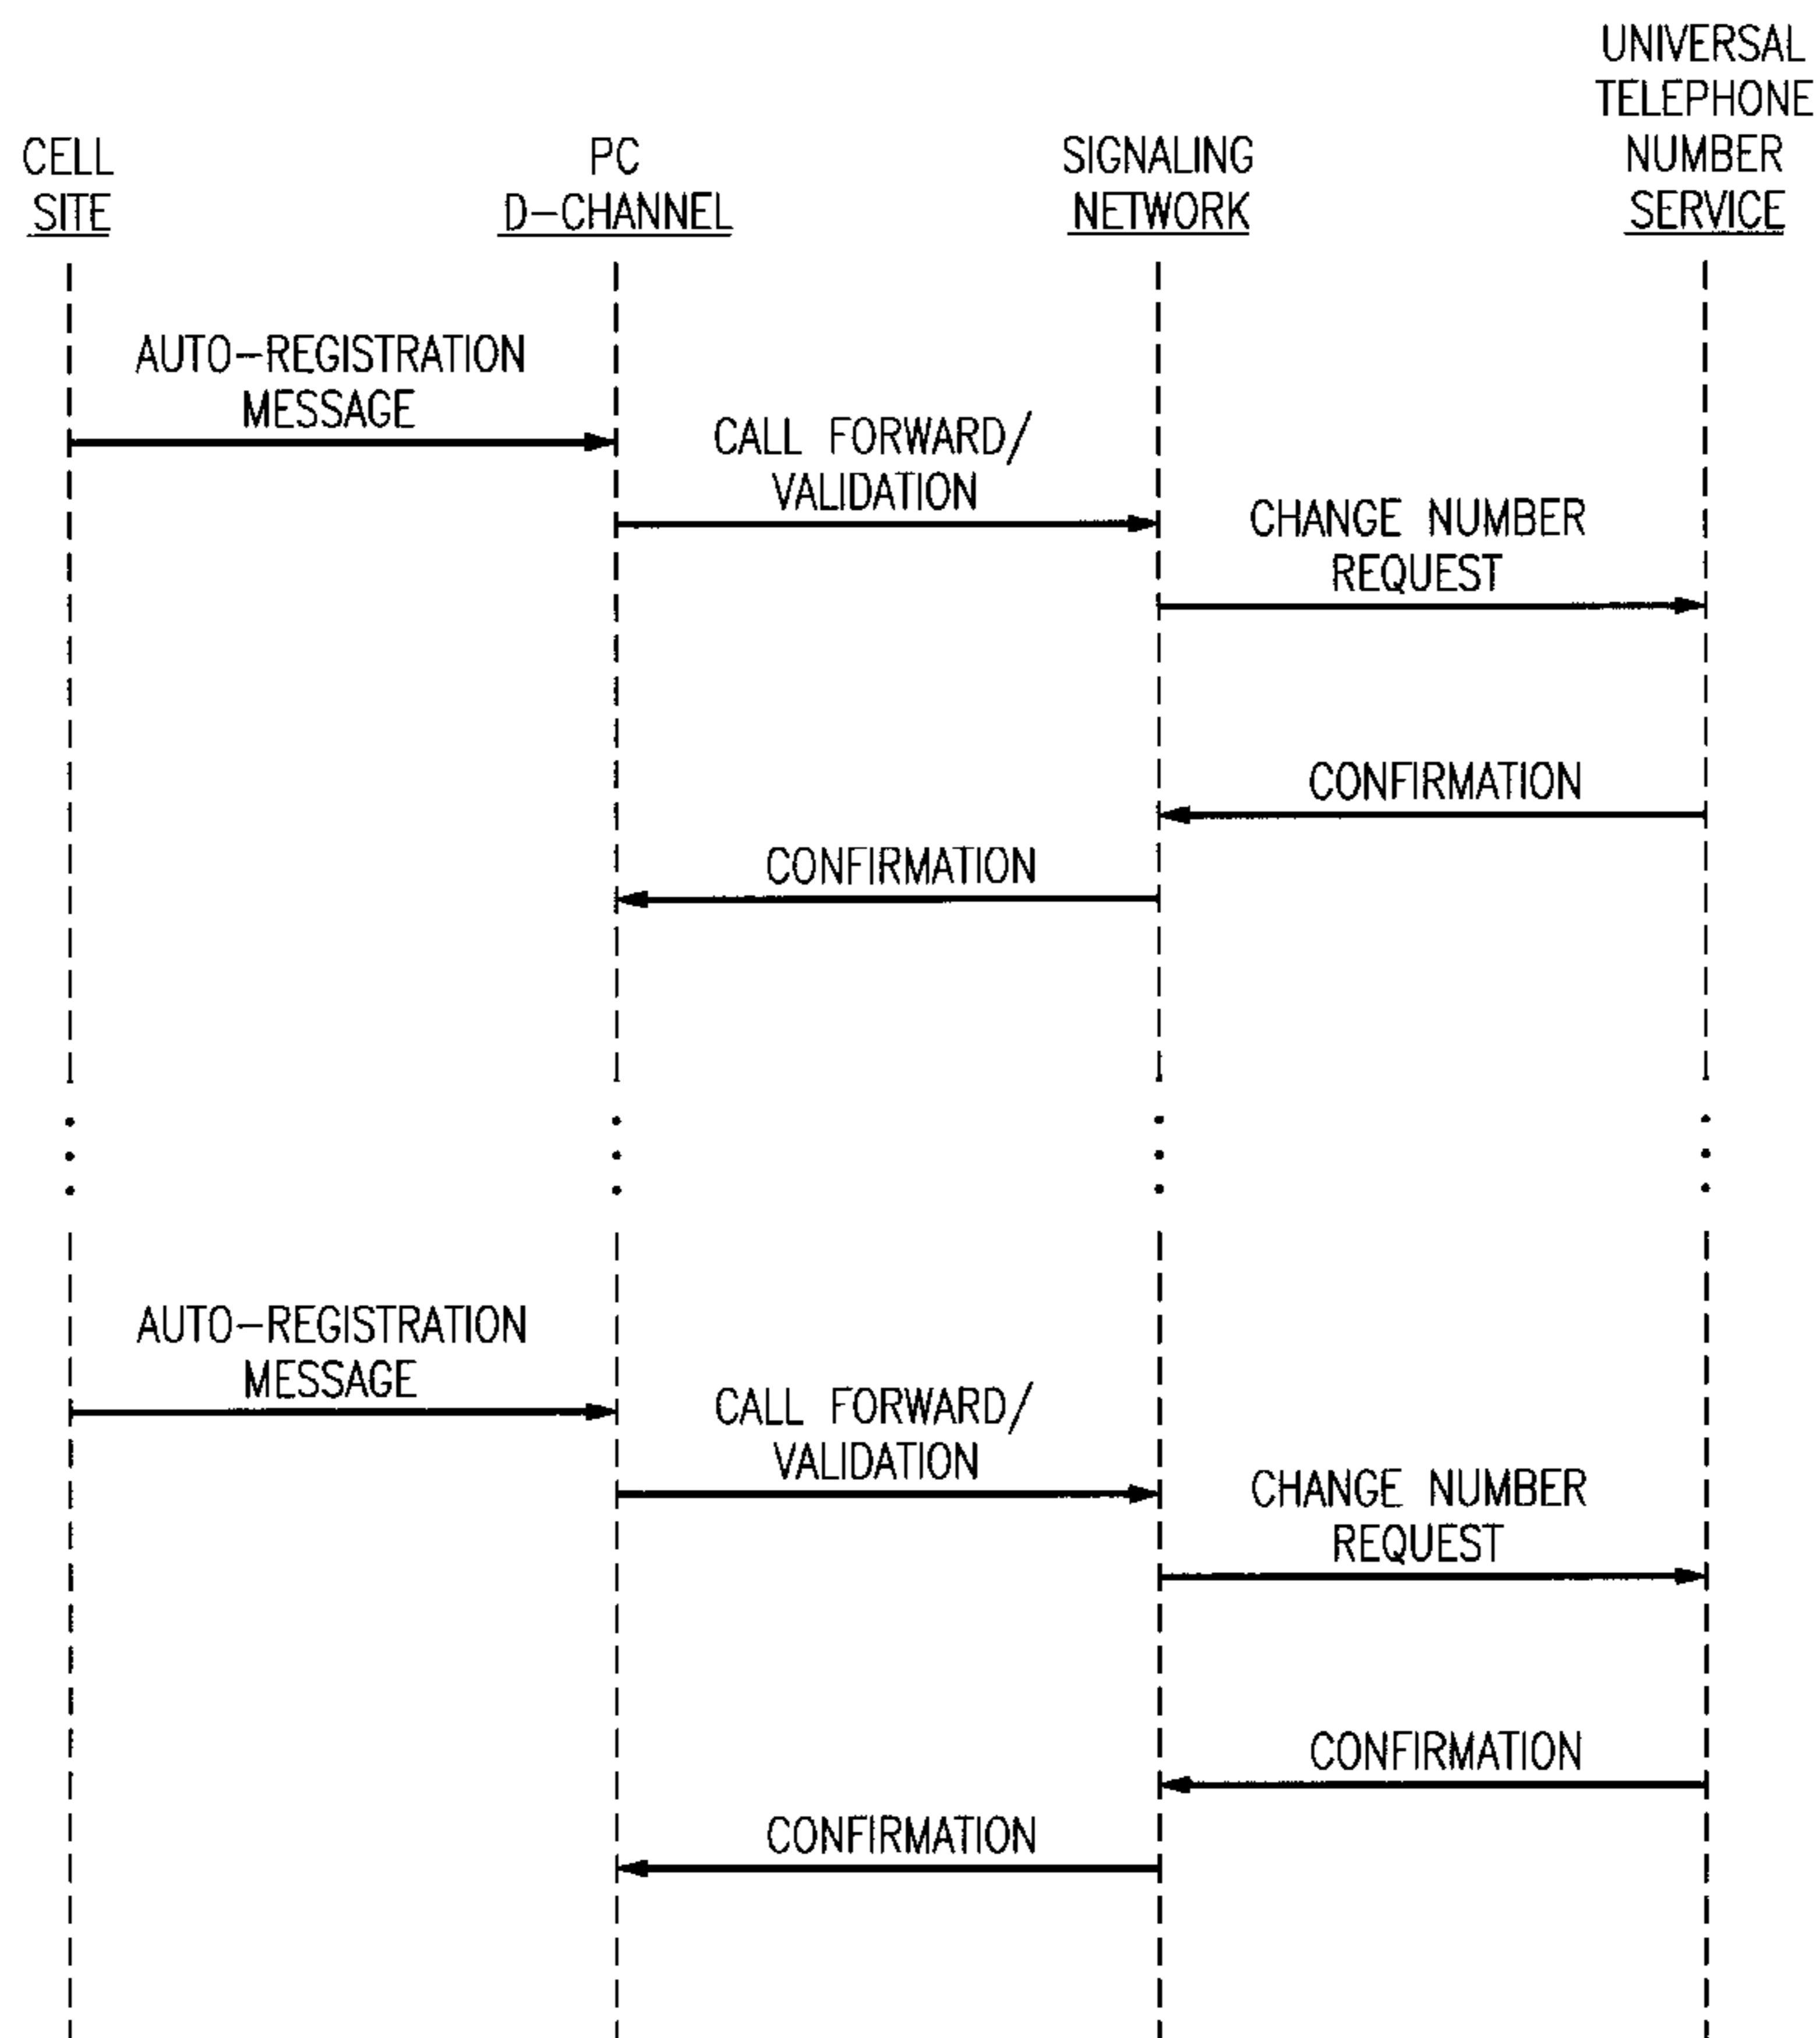 CELL
SITE
PC
D-CHANNEL
SIGNALING
NETWORK
UNIVERSAL
TELEPHONE
NUMBER
SERVICE
AUTO-REGISTRATION
MESSAGE
CALL FORWARD/
VALIDATION
CHANGE NUMBER
REQUEST
CONFIRMATION
CONFIRMATION
AUTO-REGISTRATION
MESSAGE
CALL FORWARD/
VALIDATION
CHANGE NUMBER
REQUEST
CONFIRMATION
CONFIRMATION